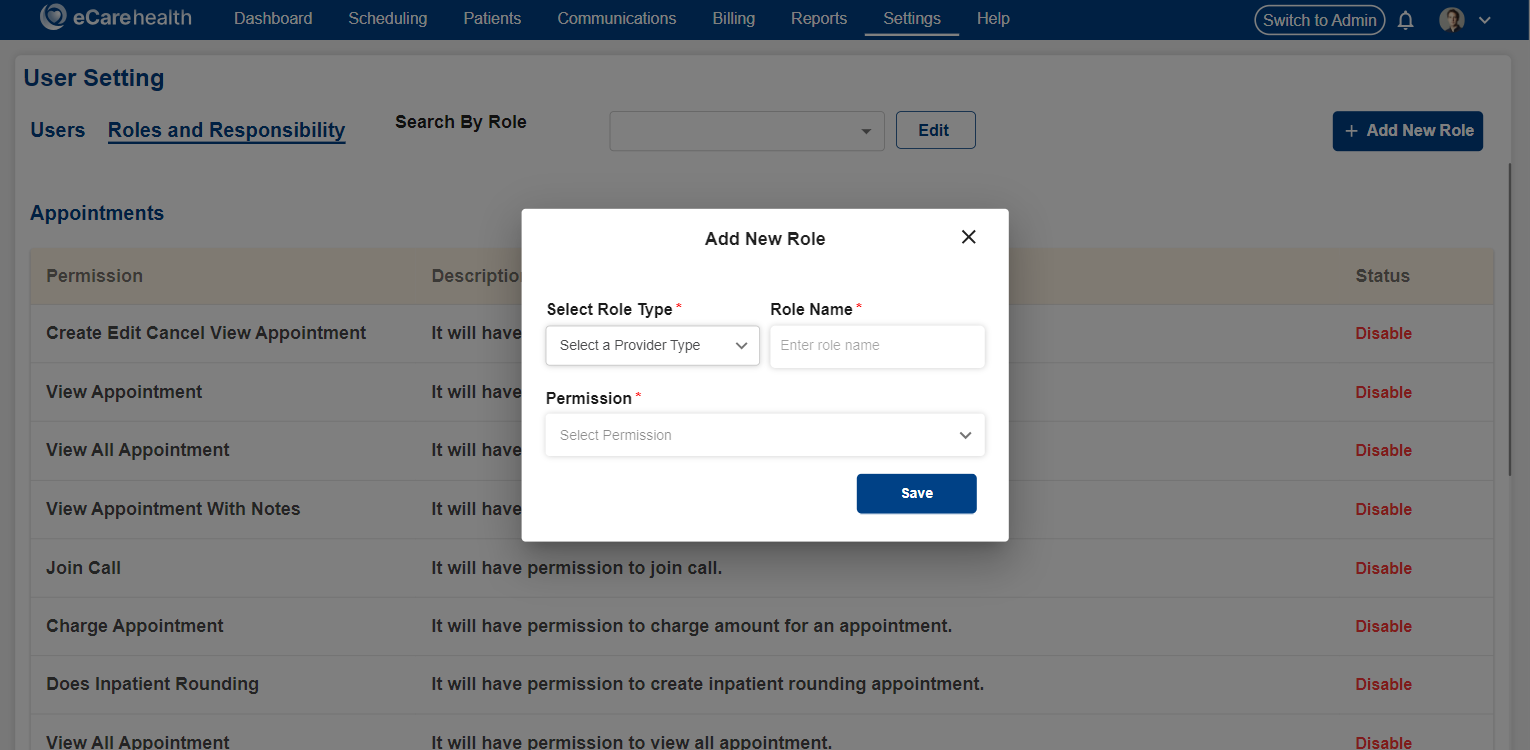 eCarehealth Dashboard Scheduling Patients Communications Billing Reports Settings Help Switch to Admin
User Setting
Users Roles and Responsibility Search By Role Edit + Add New Role
Appointments
Add New Role
Permission Descriptio Status
Select Role Type * Role Name *
Create Edit Cancel View Appointment It will have Disable
Select a Provider Type Enter role name
View Appointment It will have Disable
Permission *
Select Permission
View All Appointment It will have Disable
Save
View Appointment With Notes It will have Disable
Join Call It will have permission to join call. Disable
Charge Appointment It will have permission to charge amount for an appointment. Disable
Does Inpatient Rounding It will have permission to create inpatient rounding appointment. Disable
View All Appointment It will have permission to view all appointment. Disable